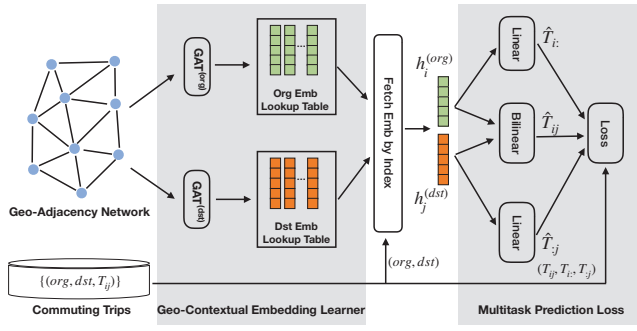 GAT(org)
Org Emb
Lookup Table
GAT(dst)
Dst Emb
Lookup Table
Geo-Adjacency Network
{(org, dst, T_ij)}
Commuting Trips
Geo-Contextual Embedding Learner
Fetch Emb by Index
(org, dst)
h_i^(org)
h_j^(dst)
Linear
Bilinear
Linear
T̂_i:
T̂_ij
T̂_:j
Loss
(T_ij, T_i:, T_:j)
Multitask Prediction Loss